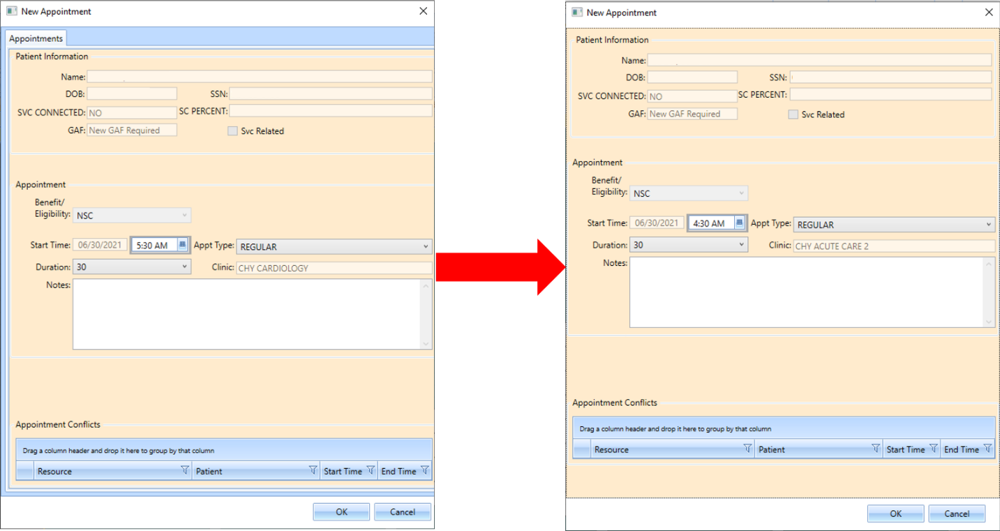 New Appointment
Appointments
Patient Information
Name:
DOB: SSN:
SVC CONNECTED: NO SC PERCENT:
GAF: New GAF Required Svc Related
Appointment
Benefit/
Eligibility: NSC
Start Time: 06/30/2021 5:30 AM Appt Type: REGULAR
Duration: 30 Clinic: CHY CARDIOLOGY
Notes:
Appointment Conflicts
Drag a column header and drop it here to group by that column
Resource Patient Start Time End Time
OK Cancel
New Appointment
Patient Information
Name:
DOB: SSN:
SVC CONNECTED: NO SC PERCENT:
GAF: New GAF Required Svc Related
Appointment
Benefit/
Eligibility: NSC
Start Time: 06/30/2021 4:30 AM Appt Type: REGULAR
Duration: 30 Clinic: CHY ACUTE CARE 2
Notes:
Appointment Conflicts
Drag a column header and drop it here to group by that column
Resource Patient Start Time End Time
OK Cancel